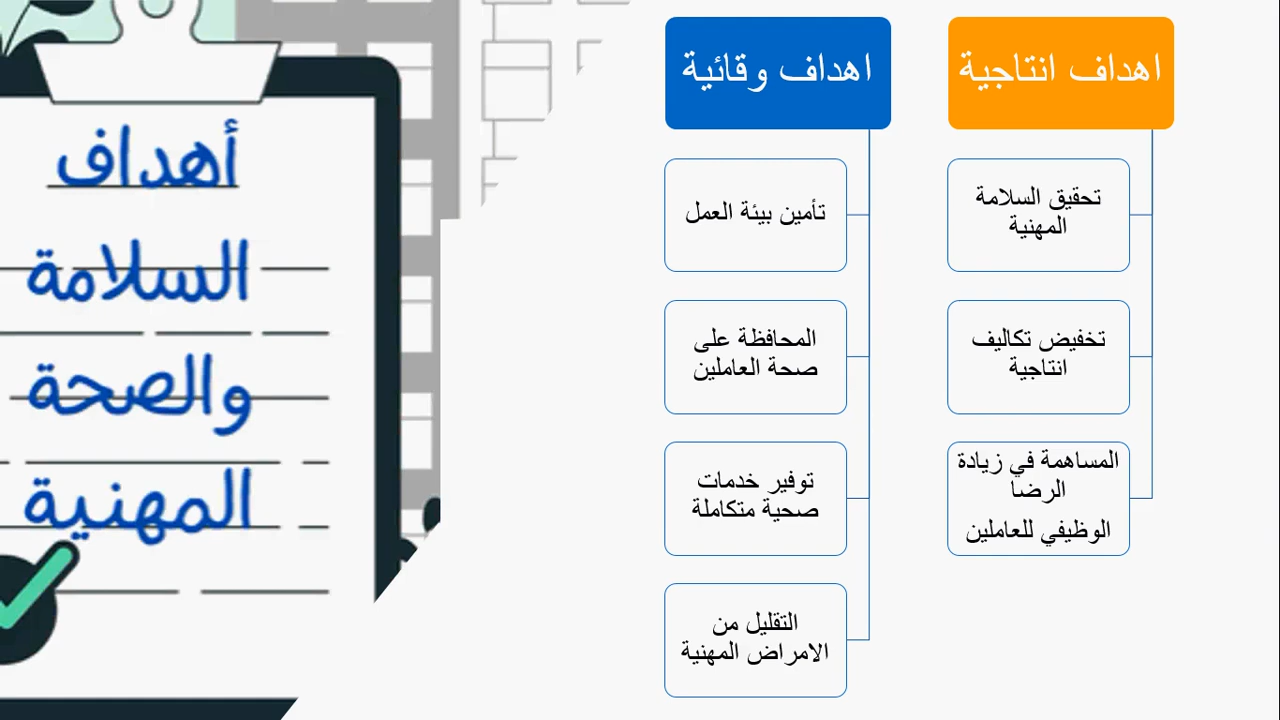 أهداف
السلامة
والصحة
المهنية
اهداف انتاجية
تحقيق السلامة
المهنية
تخفيض تكاليف
انتاجية
المساهمة في زيادة
الرضا
الوظيفي للعاملين
اهداف وقائية
تأمين بيئة العمل
المحافظة على
صحة العاملين
توفير خدمات
صحية متكاملة
التقليل من
الامراض المهنية